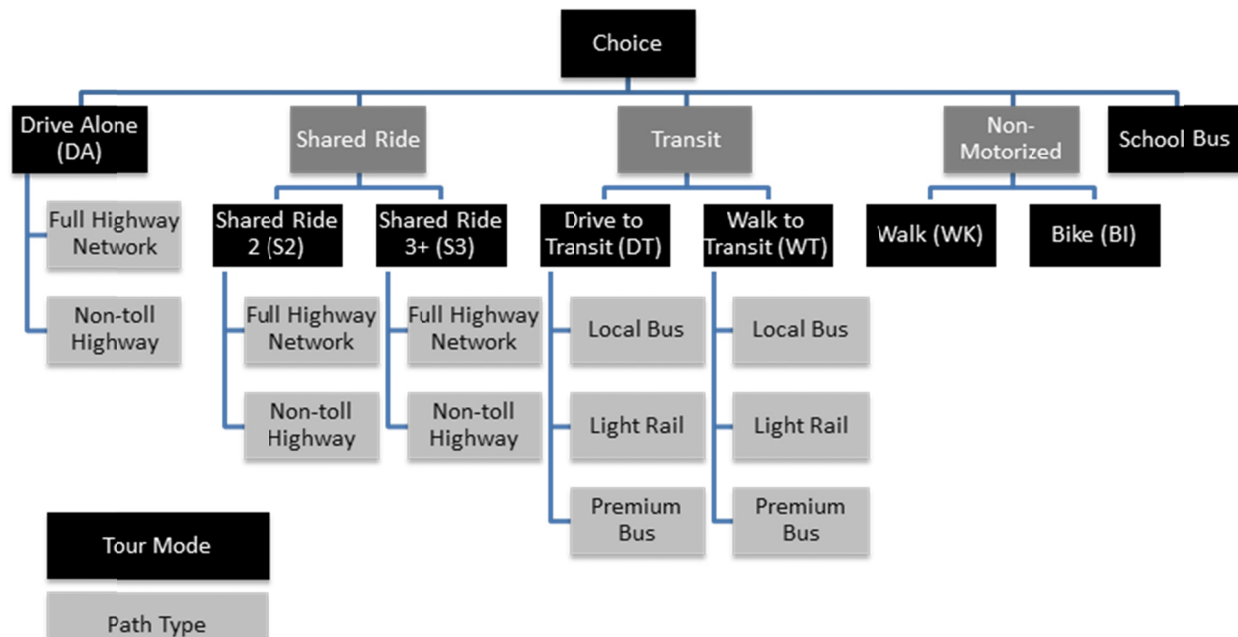 Choice
Drive Alone
(DA)
Shared Ride
Transit
Non-
Motorized
School Bus
Full Highway
Network
Non-toll
Highway
Shared Ride
2 (S2)
Full Highway
Network
Non-toll
Highway
Shared Ride
3+ (S3)
Full Highway
Network
Non-toll
Highway
Drive to
Transit (DT)
Local Bus
Light Rail
Premium
Bus
Walk to
Transit (WT)
Local Bus
Light Rail
Premium
Bus
Walk (WK)
Bike (BI)
Tour Mode
Path Type